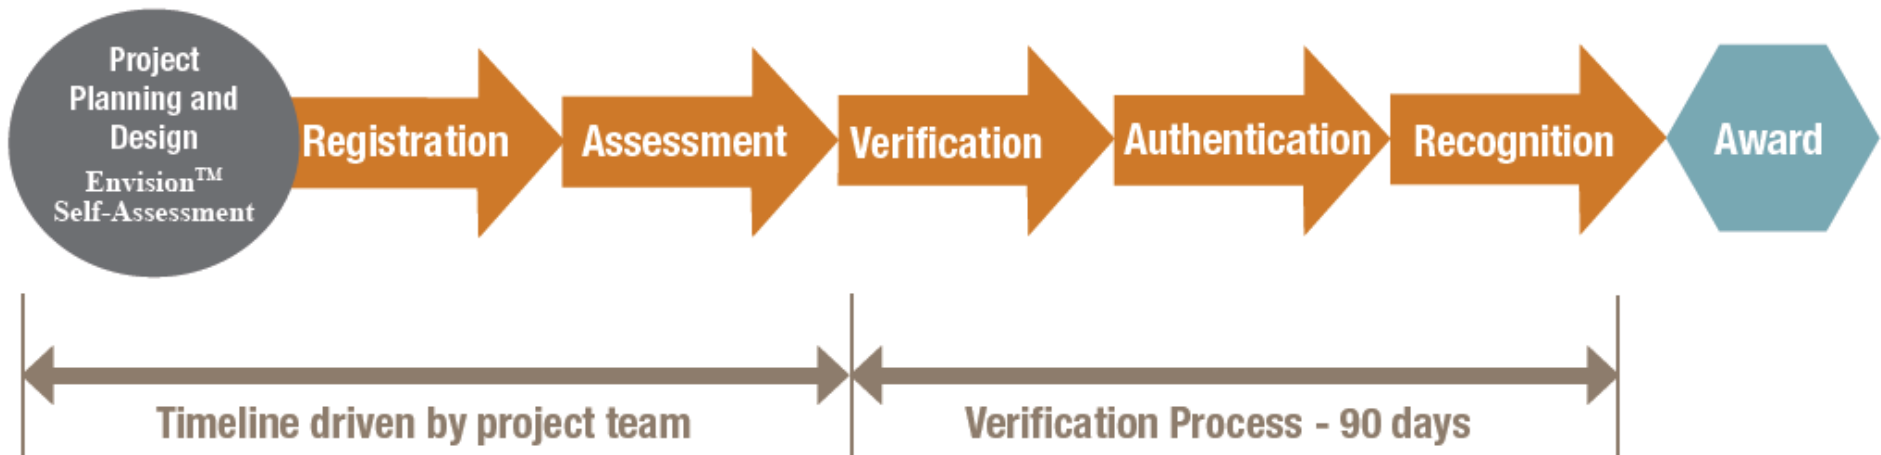 Project
Planning and
Design
Envision™
Self-Assessment
Registration
Assessment
Verification
Authentication
Recognition
Award
Timeline driven by project team
Verification Process - 90 days